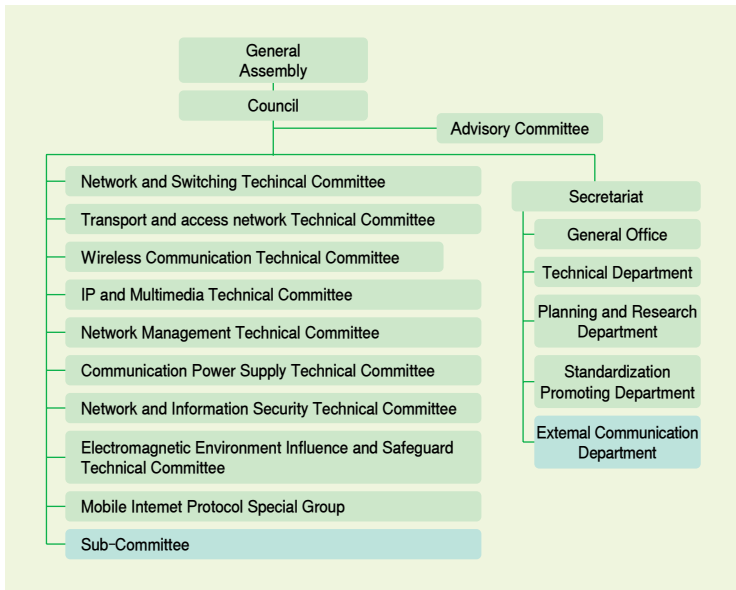 General
Assembly
Council
Advisory Committee
Network and Switching Techincal Committee
Transport and access network Technical Committee
Wireless Communication Technical Committee
IP and Multimedia Technical Committee
Network Management Technical Committee
Communication Power Supply Technical Committee
Network and Information Security Technical Committee
Electromagnetic Environment Influence and Safeguard
Technical Committee
Mobile Internet Protocol Special Group
Sub-Committee
Secretariat
General Office
Technical Department
Planning and Research
Department
Standardization
Promoting Department
External Communication
Department